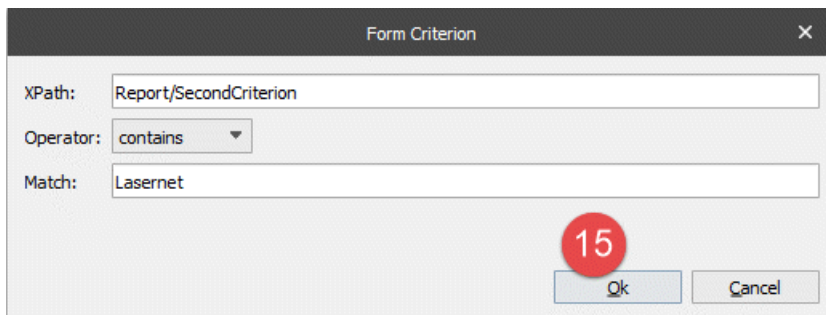 Form Criterion ×
XPath: Report/SecondCriterion
Operator: contains
Match: Lasernet
15
Ok Cancel